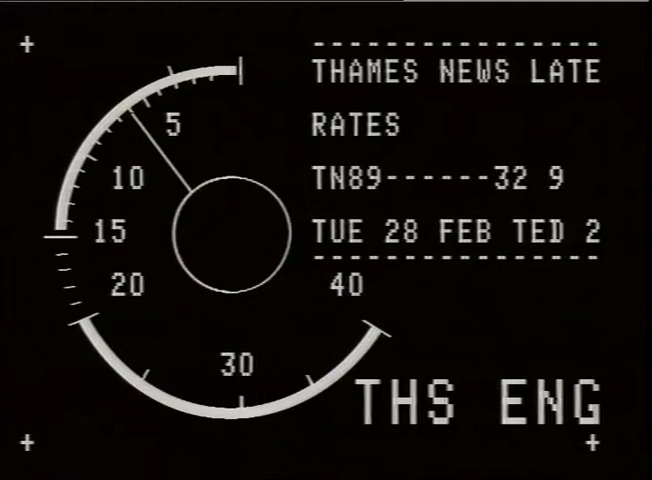 THAMES NEWS LATE
RATES
TN89------32 9
TUE 28 FEB TED 2
5
10
15
20
30
40
THS ENG